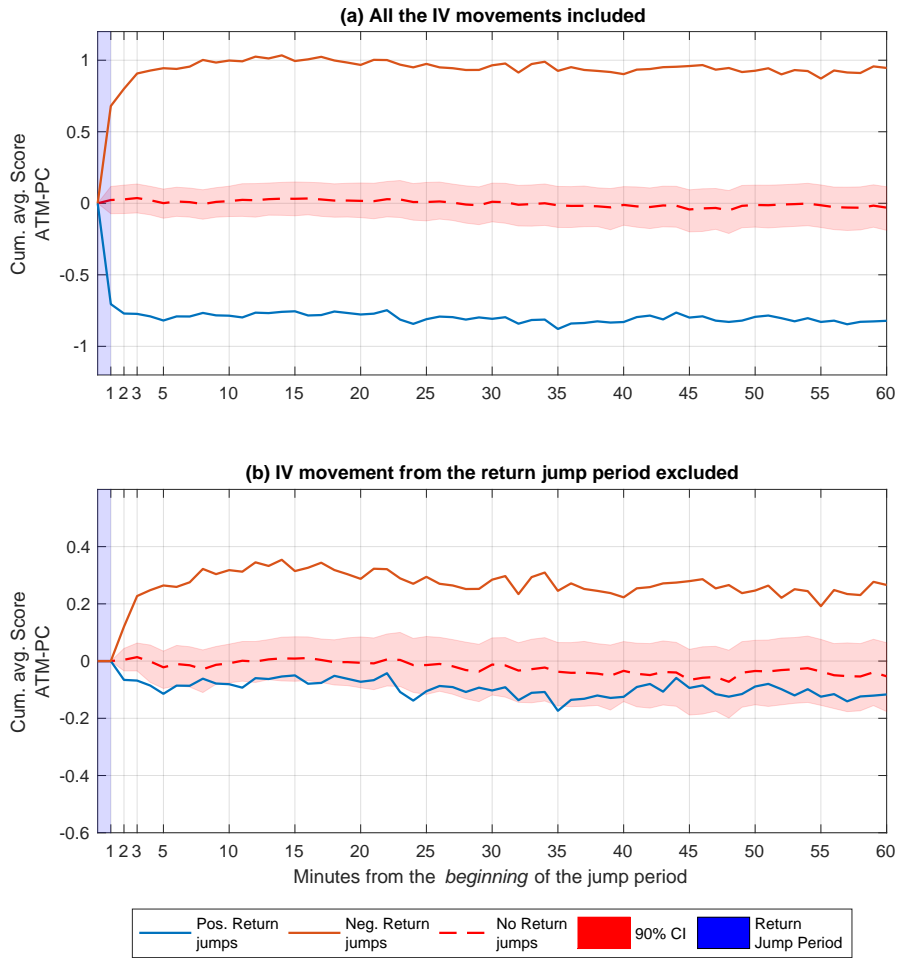 (a) All the IV movements included
Cum. avg. Score
ATM-PC
1
0.5
0
-0.5
-1
1 2 3 5 10 15 20 25 30 35 40 45 50 55 60
(b) IV movement from the return jump period excluded
Cum. avg. Score
ATM-PC
0.4
0.2
0
-0.2
-0.4
-0.6
1 2 3 5 10 15 20 25 30 35 40 45 50 55 60
Minutes from the beginning of the jump period
Pos. Return
jumps
Neg. Return
jumps
No Return
jumps
90% CI
Return
Jump Period